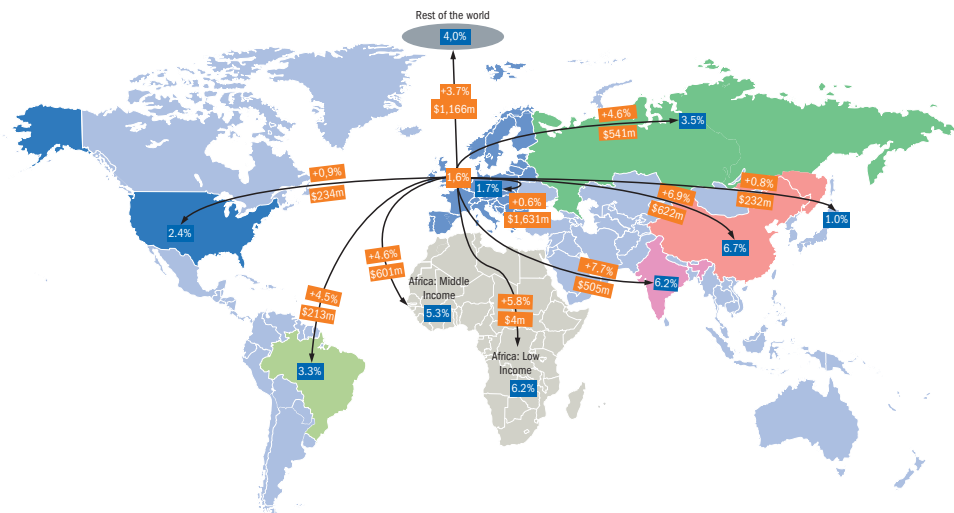 Rest of the world
4,0%
+3.7%
$1,166m
+4.6%
$541m
3.5%
+0,9%
$234m
1.6%
1.7%
+0.6%
$1,631m
+6.9%
$622m
+0.8%
$232m
1.0%
2.4%
6.7%
+4.6%
$601m
+7.7%
$505m
6.2%
Africa: Middle
Income
5.3%
+4.5%
$213m
+5.8%
$4m
3.3%
Africa: Low
Income
6.2%